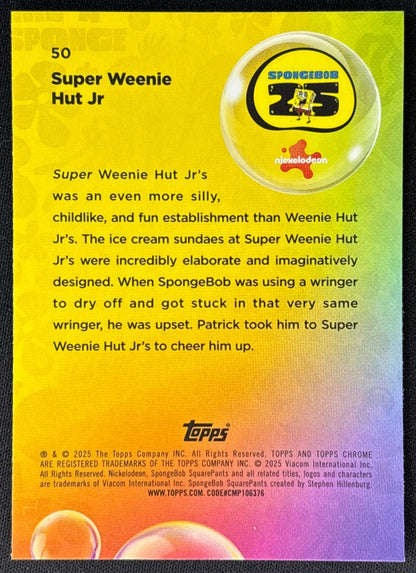 LIKE A
SPONGE
50
Super Weenie
Hut Jr
SPONGEBOB
25
nickelodeon
Super Weenie Hut Jr's
was an even more silly,
childlike, and fun establishment than Weenie Hut
Jr's. The ice cream sundaes at Super Weenie Hut
Jr's were incredibly elaborate and imaginatively
designed. When SpongeBob was using a wringer
to dry off and got stuck in that very same
wringer, he was upset. Patrick took him to Super
Weenie Hut Jr's to cheer him up.
Topps®
® & © 2025 The Topps Company INC. All Rights Reserved. TOPPS AND TOPPS CHROME
ARE REGISTERED TRADEMARKS OF THE TOPPS COMPANY INC. © 2025 Viacom International Inc.
All Rights Reserved. Nickelodeon, SpongeBob SquarePants and all related titles, logos and characters
are trademarks of Viacom International Inc. SpongeBob SquarePants created by Stephen Hillenburg.
WWW.TOPPS.COM. CODE#CMP106376